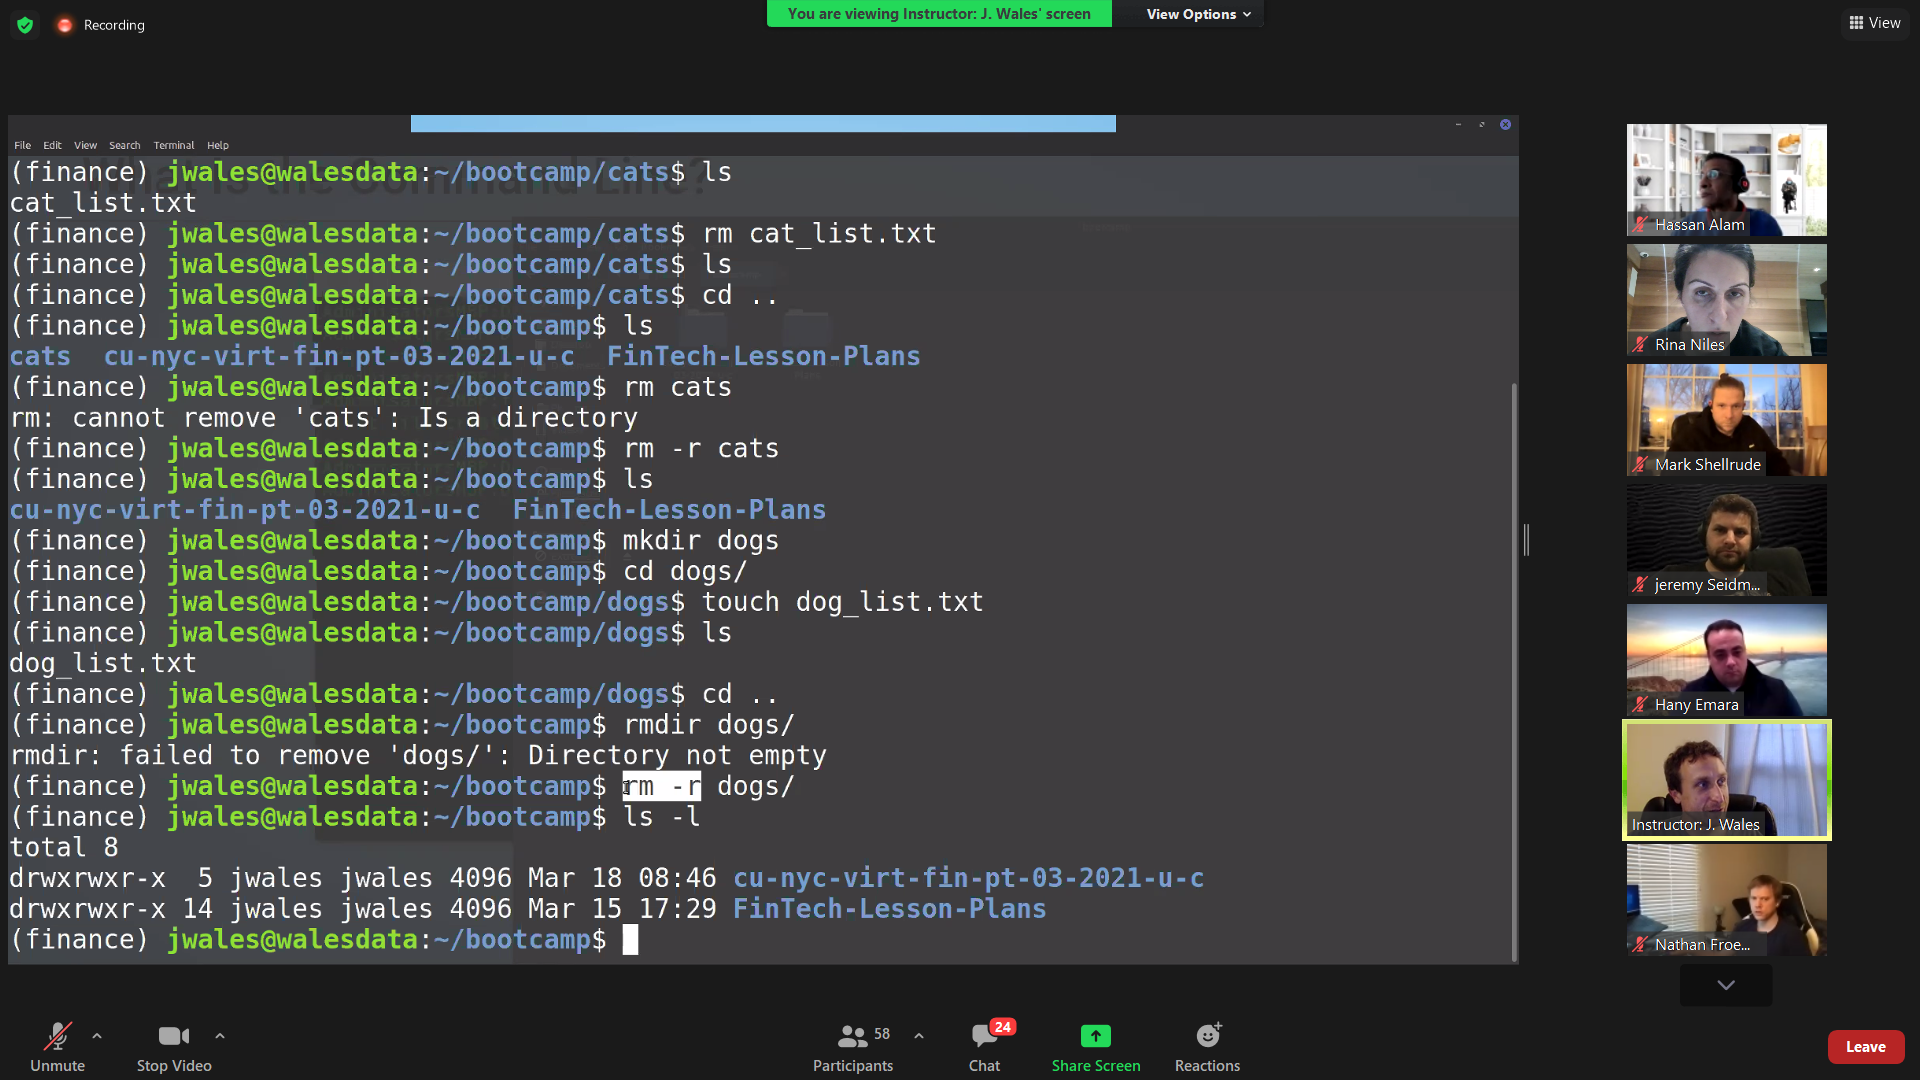 Recording
You are viewing Instructor: J. Wales' screen
View Options
View
File Edit View Search Terminal Help
What is the Command Line?
(finance) jwales@walesdata:~/bootcamp/cats$ ls
cat_list.txt
(finance) jwales@walesdata:~/bootcamp/cats$ rm cat_list.txt
(finance) jwales@walesdata:~/bootcamp/cats$ ls
(finance) jwales@walesdata:~/bootcamp/cats$ cd ..
(finance) jwales@walesdata:~/bootcamp$ ls
cats cu-nyc-virt-fin-pt-03-2021-u-c FinTech-Lesson-Plans
(finance) jwales@walesdata:~/bootcamp$ rm cats
rm: cannot remove 'cats': Is a directory
(finance) jwales@walesdata:~/bootcamp$ rm -r cats
(finance) jwales@walesdata:~/bootcamp$ ls
cu-nyc-virt-fin-pt-03-2021-u-c FinTech-Lesson-Plans
(finance) jwales@walesdata:~/bootcamp$ mkdir dogs
(finance) jwales@walesdata:~/bootcamp$ cd dogs/
(finance) jwales@walesdata:~/bootcamp/dogs$ touch dog_list.txt
(finance) jwales@walesdata:~/bootcamp/dogs$ ls
dog_list.txt
(finance) jwales@walesdata:~/bootcamp/dogs$ cd ..
(finance) jwales@walesdata:~/bootcamp$ rmdir dogs/
rmdir: failed to remove 'dogs/': Directory not empty
(finance) jwales@walesdata:~/bootcamp$ rm -r dogs/
(finance) jwales@walesdata:~/bootcamp$ ls -l
total 8
drwxrwxr-x 5 jwales jwales 4096 Mar 18 08:46 cu-nyc-virt-fin-pt-03-2021-u-c
drwxrwxr-x 14 jwales jwales 4096 Mar 15 17:29 FinTech-Lesson-Plans
(finance) jwales@walesdata:~/bootcamp$
Hassan Alam
Rina Niles
Mark Shellrude
jeremy Seidm...
Hany Emara
Instructor: J. Wales
Nathan Froe...
Unmute
Stop Video
58
Participants
24
Chat
Share Screen
Reactions
Leave